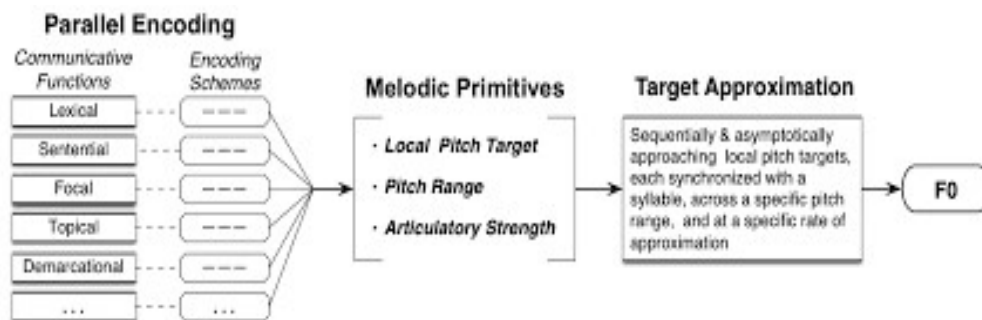 Parallel Encoding
Communicative
Functions
Encoding
Schemes
Lexical
Sentential
Focal
Topical
Demarcational
...
...
Melodic Primitives
· Local Pitch Target
· Pitch Range
· Articulatory Strength
Target Approximation
Sequentially & asymptotically
approaching local pitch targets,
each synchronized with a
syllable, across a specific pitch
range, and at a specific rate of
approximation
F0